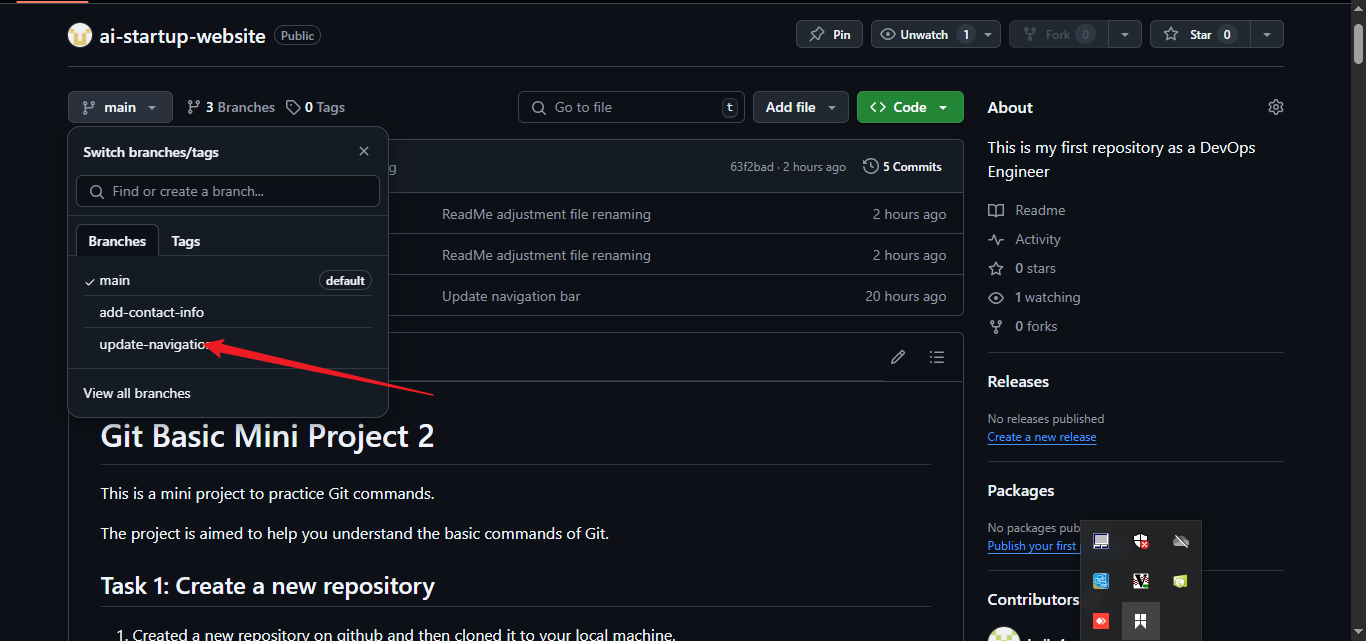 ai-startup-website Public
Pin
Unwatch 1
Fork 0
Star 0
main
3 Branches
0 Tags
Go to file t
Add file
Code
Switch branches/tags
Find or create a branch...
Branches
Tags
main default
add-contact-info
update-navigation
View all branches
63f2bad · 2 hours ago
5 Commits
ReadMe adjustment file renaming 2 hours ago
ReadMe adjustment file renaming 2 hours ago
Update navigation bar 20 hours ago
Git Basic Mini Project 2
This is a mini project to practice Git commands.
The project is aimed to help you understand the basic commands of Git.
Task 1: Create a new repository
1. Created a new repository on github and then cloned it to your local machine.
About
This is my first repository as a DevOps
Engineer
Readme
Activity
0 stars
1 watching
0 forks
Releases
No releases published
Create a new release
Packages
No packages pub
Publish your first
Contributors